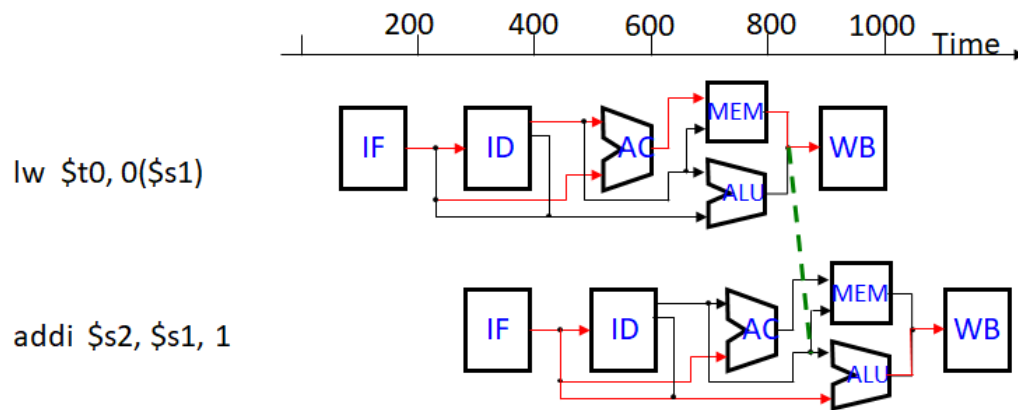 200 400 600 800 1000 Time
lw $t0, 0($s1)
IF ID AC MEM ALU WB
addi $s2, $s1, 1
IF ID AC MEM ALU WB